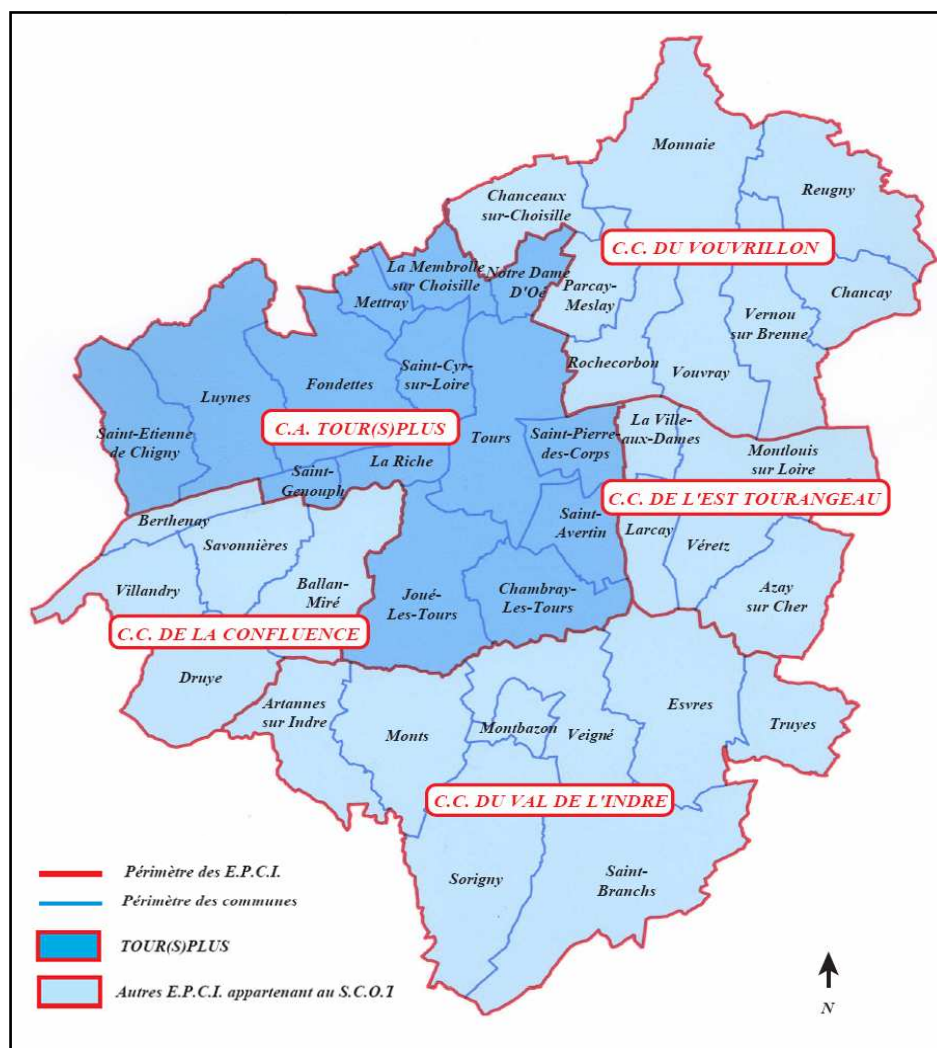 Monnaie
Reugny
Chanceaux
sur-Choisille
C.C. DU VOUVRILLON
La Membrolle
sur Choisille
Notre Dame
D'Oé
Mettray
Parcay-
Meslay
Chancay
Vernou
sur Brenne
Saint-Cyr-
sur-Loire
Rochecorbon
Vouvray
Luynes
Fondettes
C.A. TOUR(S)PLUS
Saint-Etienne
de Chigny
Tours
Saint-Pierre-
des-Corps
La Ville-
aux-Dames
Montlouis
sur Loire
La Riche
Saint-
Genouph
C.C. DE L'EST TOURANGEAU
Berthenay
Savonnières
Saint-
Avertin
Larcay
Véretz
Villandry
Ballan-
Miré
Joué-
Les-Tours
Chambray-
Les-Tours
Azay
sur Cher
C.C. DE LA CONFLUENCE
Druye
Artannes
sur Indre
Monts
Montbazon
Veigné
Esvres
Truyes
C.C. DU VAL DE L'INDRE
Sorigny
Saint-
Branchs
Périmètre des E.P.C.I.
Périmètre des communes
TOUR(S)PLUS
Autres E.P.C.I. appartenant au S.C.O.T
N